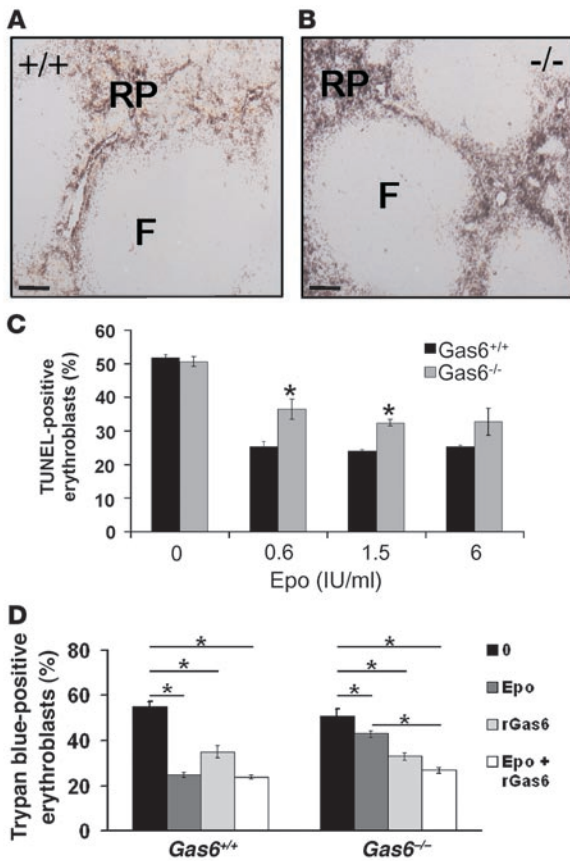 A
B
+/+
RP
F
-/-
RP
F
C
60
50
40
30
20
10
0
TUNEL-positive
erythroblasts (%)
Gas6+/+
Gas6-/-
*
*
0
0.6
1.5
6
Epo (IU/ml)
D
80
60
40
20
0
Trypan blue-positive
erythroblasts (%)
*
*
*
*
*
*
*
0
Epo
rGas6
Epo +
rGas6
Gas6+/+
Gas6-/-